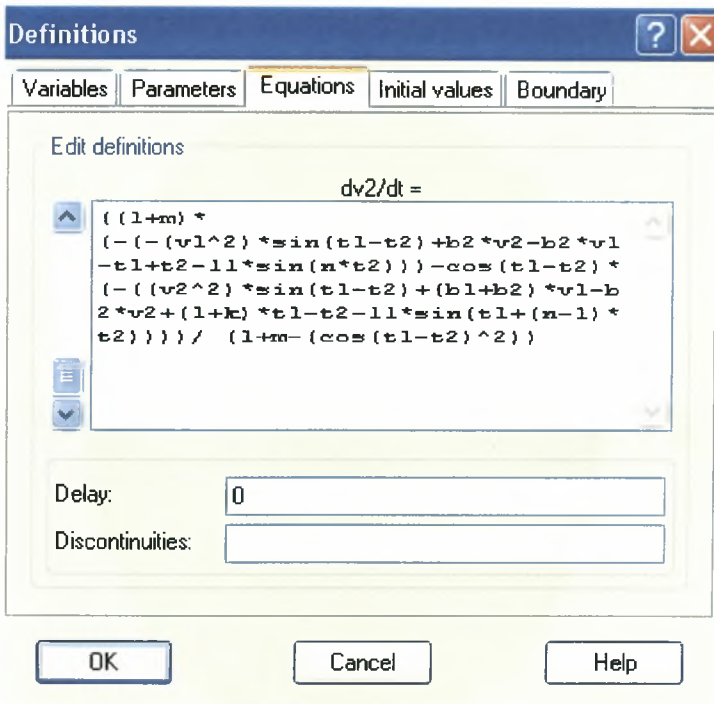 Definitions
Variables Parameters Equations Initial values Boundary
Edit definitions
dv2/dt =
((1+m)*
(-(-(v1^2)*sin(t1-t2)+b2*v2-b2*v1
-t1+t2-l1*sin(n*t2)))-cos(t1-t2)*
(-((v2^2)*sin(t1-t2)+(b1+b2)*v1-b
2*v2+(1+k)*t1-t2-l1*sin(t1+(n-1)*
t2))))/ (1+m-(cos(t1-t2)^2))
Delay: 0
Discontinuities:
OK Cancel Help